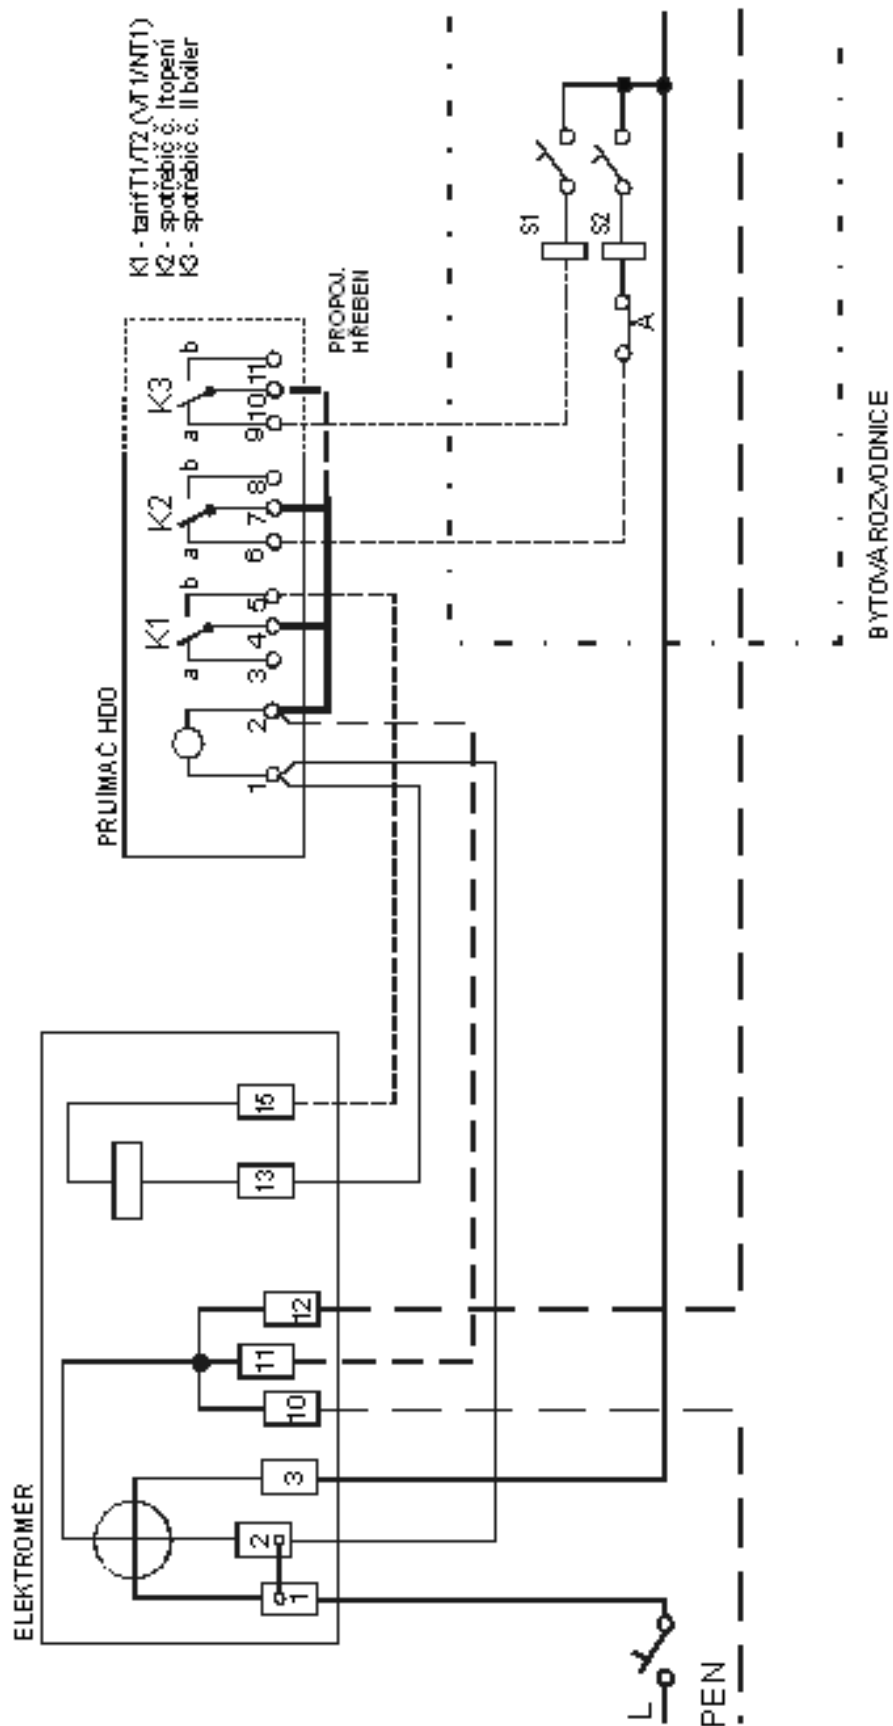 K1 - tarif T1/T2 (VT1/NT1)
K2 - spotřebič č. I topení
K3 - spotřebič č. II boiler
PŘIJÍMAČ HDO
K1
K2
K3
a
b
a
b
a
b
1
2
3
4
5
6
7
8
9
10
11
PROPOJ.
HŘEBEN
ELEKTROMĚR
1
2
3
10
11
12
13
15
S1
S2
A
L
PEN
BYTOVÁ ROZVODNICE